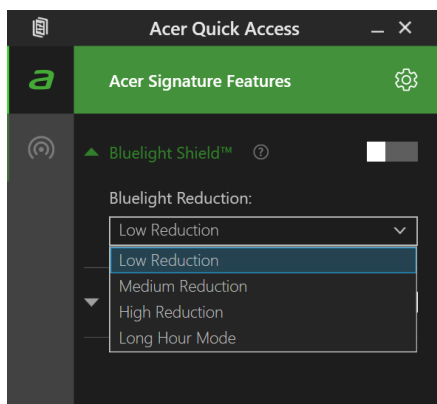 Acer Quick Access
a
Acer Signature Features
Bluelight Shield™ ?
Bluelight Reduction:
Low Reduction
Low Reduction
Medium Reduction
High Reduction
Long Hour Mode